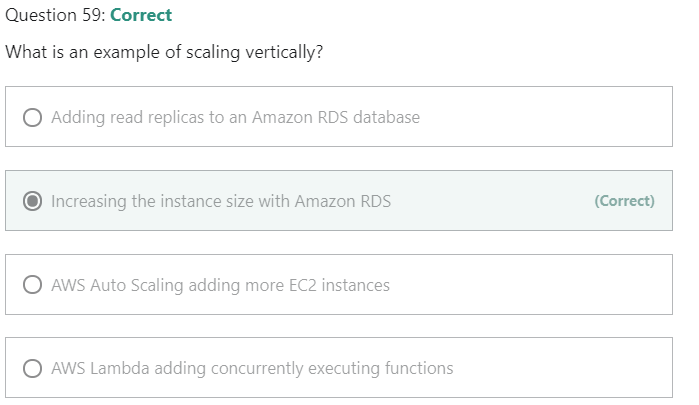 Question 59: Correct
What is an example of scaling vertically?
Adding read replicas to an Amazon RDS database
Increasing the instance size with Amazon RDS (Correct)
AWS Auto Scaling adding more EC2 instances
AWS Lambda adding concurrently executing functions